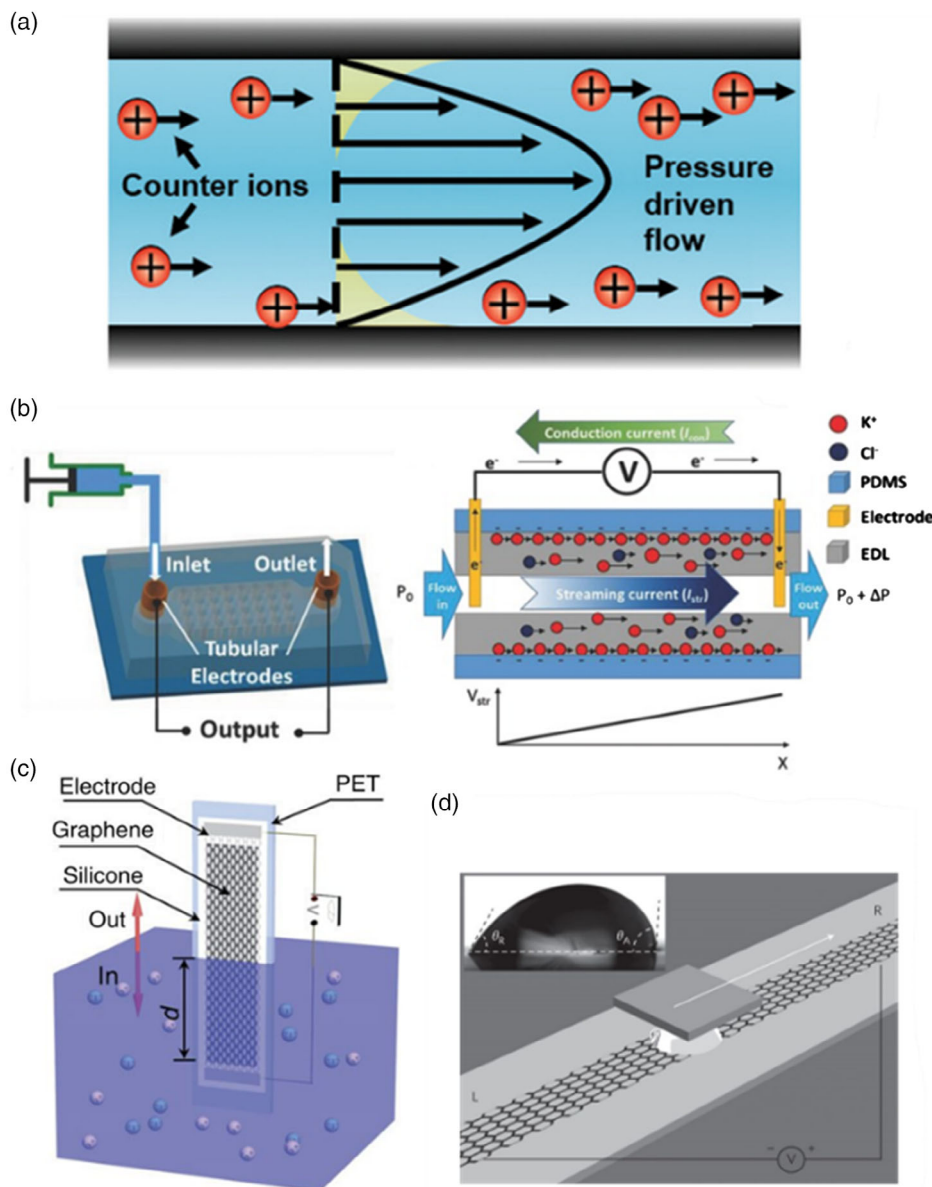 (a)
Counter ions
Pressure
driven
flow
(b)
Inlet
Outlet
Tubular
Electrodes
Output
Conduction current (Icon)
e⁻
e⁻
V
e⁻
e⁻
P₀
Flow
in
Streaming current (Istr)
Flow
out
P₀ + ΔP
K⁺
Cl⁻
PDMS
Electrode
EDL
Vstr
X
(c)
Electrode
Graphene
Silicone
PET
Out
In
d
V
(d)
θR
θA
R
L
V